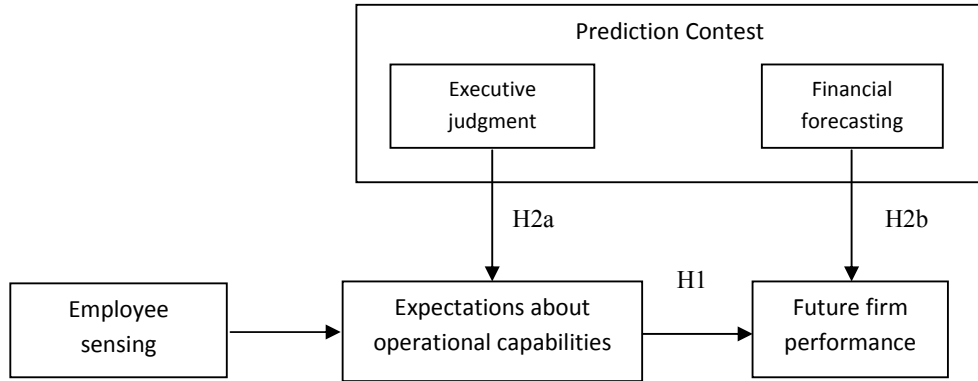 Prediction Contest
Executive
judgment
Financial
forecasting
H2a
H2b
Employee
sensing
Expectations about
operational capabilities
H1
Future firm
performance